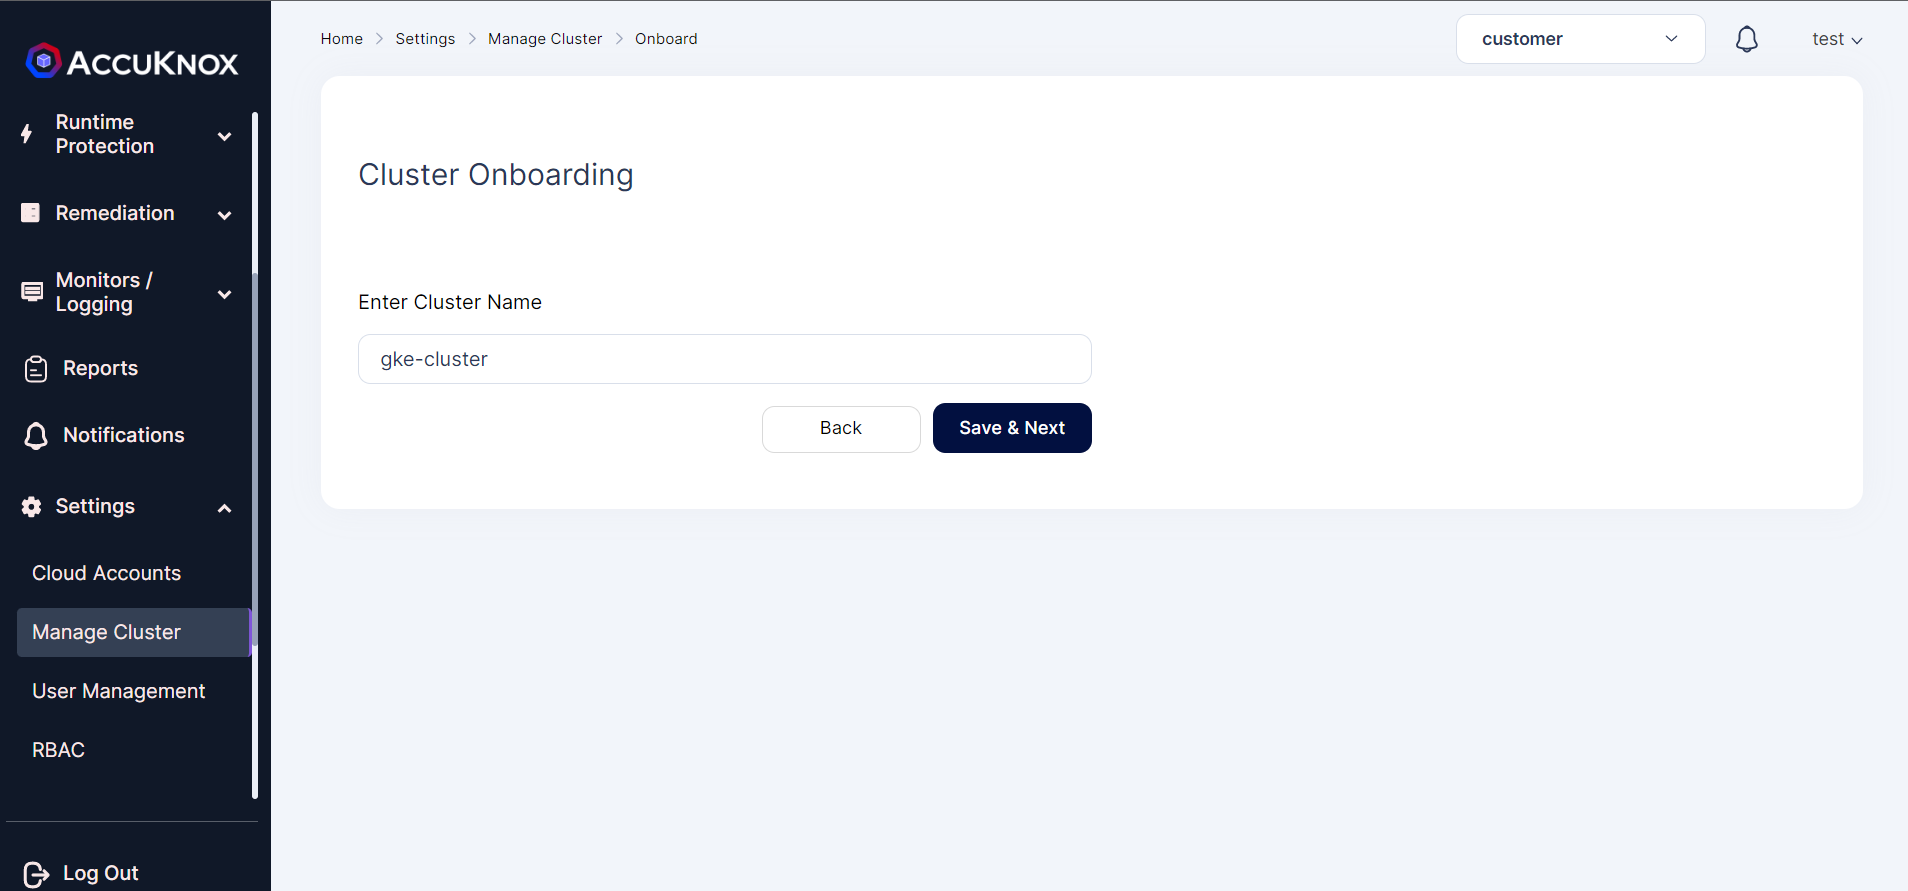 ACCUKNOX
Runtime
Protection
Remediation
Monitors /
Logging
Reports
Notifications
Settings
Cloud Accounts
Manage Cluster
User Management
RBAC
Log Out
Home > Settings > Manage Cluster > Onboard
customer
test
Cluster Onboarding
Enter Cluster Name
gke-cluster
Back
Save & Next